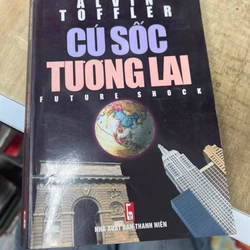 ALVIN
TOFFLER
CÚ SỐC
TƯƠNG LAI
FUTURE SHOCK
NHÀ XUẤT BẢN THANH NIÊN